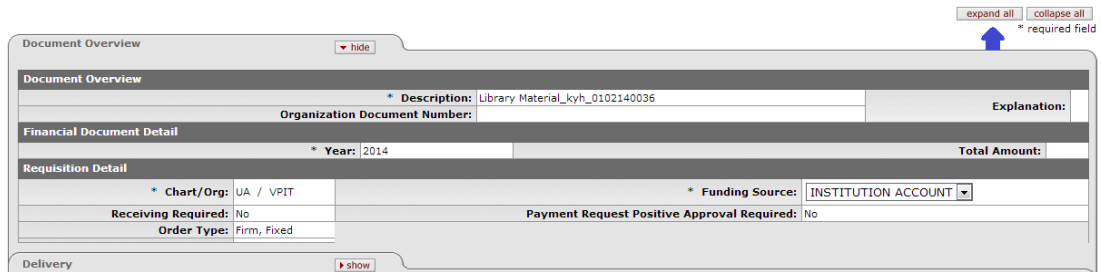 expand all collapse all
* required field
Document Overview hide
Document Overview
* Description: Library Material_kyh_0102140036 Explanation:
Organization Document Number:
Financial Document Detail
* Year: 2014 Total Amount:
Requisition Detail
* Chart/Org: UA / VPIT * Funding Source: INSTITUTION ACCOUNT
Receiving Required: No Payment Request Positive Approval Required: No
Order Type: Firm, Fixed
Delivery show